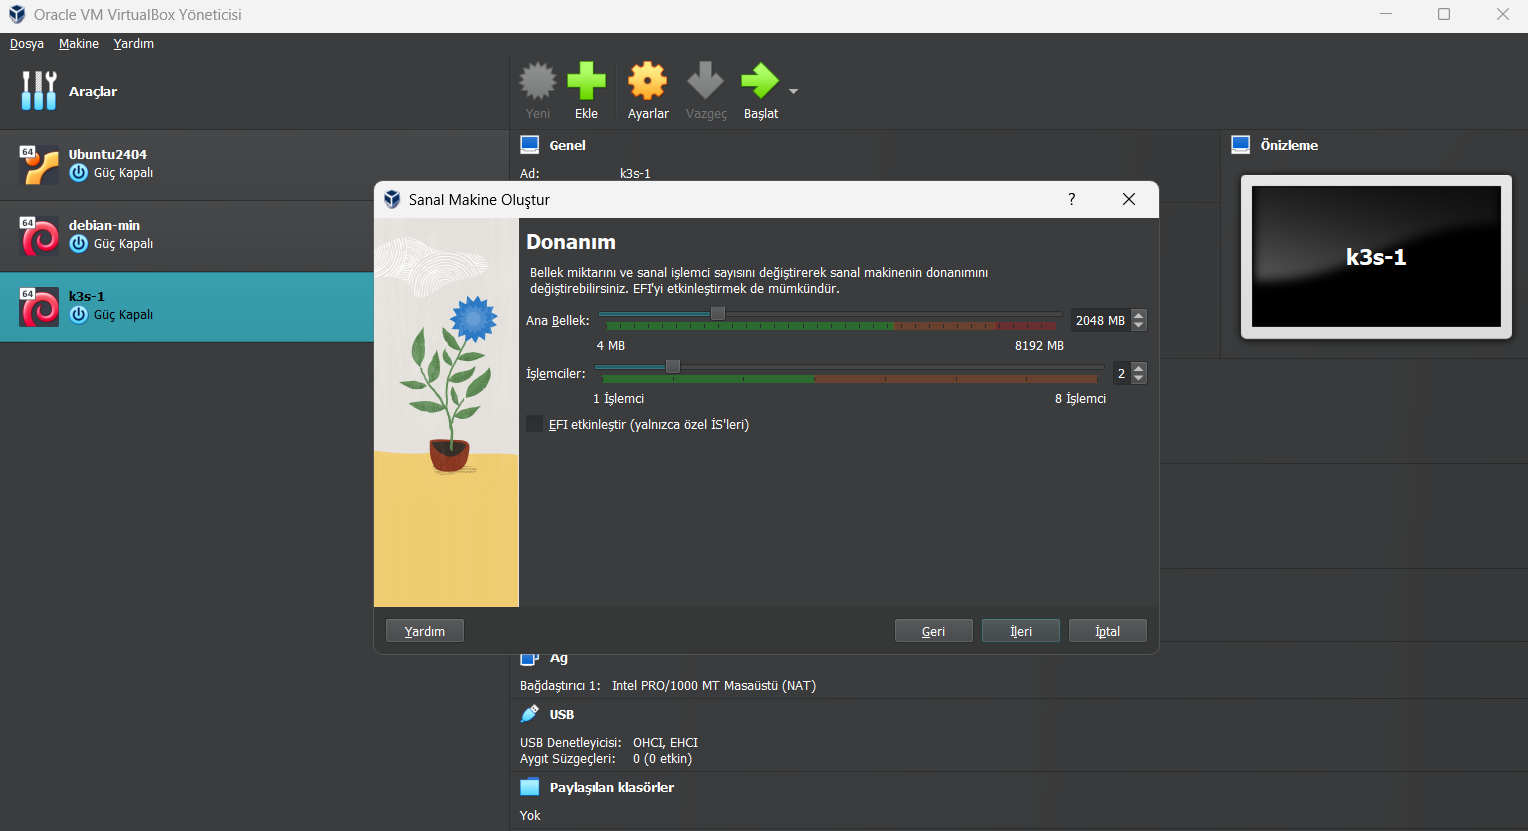 Oracle VM VirtualBox Yöneticisi
Dosya Makine Yardım
Araçlar
Yeni Ekle Ayarlar Vazgeç Başlat
64 Ubuntu2404
Güç Kapalı
64 debian-min
Güç Kapalı
64 k3s-1
Güç Kapalı
Genel
Ad: k3s-1
Önizleme
k3s-1
Sanal Makine Oluştur ?
Donanım
Bellek miktarını ve sanal işlemci sayısını değiştirerek sanal makinenin donanımını
değiştirebilirsiniz. EFI'yi etkinleştirmek de mümkündür.
Ana Bellek: 2048 MB
4 MB 8192 MB
İşlemciler: 2
1 İşlemci 8 İşlemci
EFI etkinleştir (yalnızca özel İS'leri)
Yardım Geri İleri İptal
Ağ
Bağdaştırıcı 1: Intel PRO/1000 MT Masaüstü (NAT)
USB
USB Denetleyicisi: OHCI, EHCI
Aygıt Süzgeçleri: 0 (0 etkin)
Paylaşılan klasörler
Yok